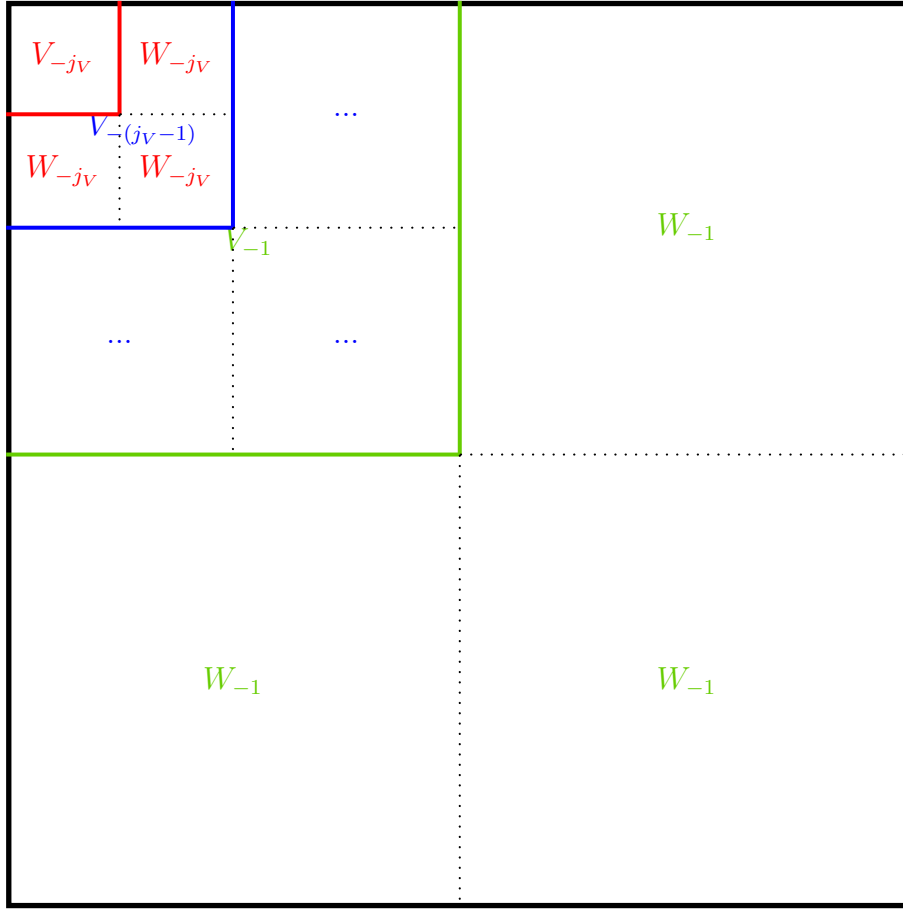 V_{-j_V} W_{-j_V}
...
V_{-(j_V-1)}
W_{-j_V} W_{-j_V}
W_{-1}
V_{-1}
... ...
W_{-1} W_{-1}